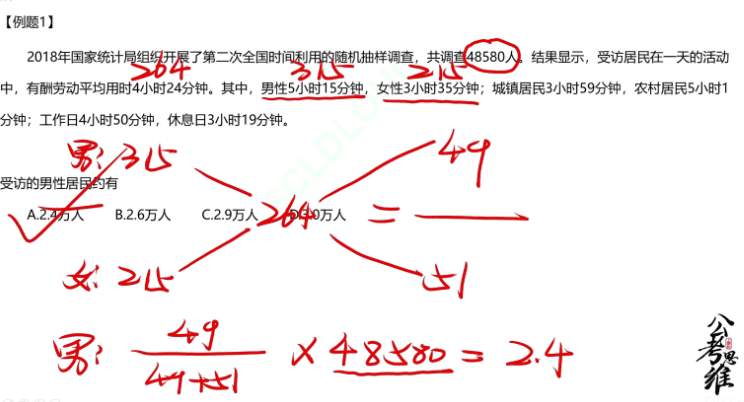 【例题1】
2018年国家统计局组织开展了第二次全国时间利用的随机抽样调查，共调查48580人。结果显示，受访居民在一天的活动
264 315 215
中，有酬劳动平均用时4小时24分钟。其中，男性5小时15分钟，女性3小时35分钟；城镇居民3小时59分钟，农村居民5小时1
分钟；工作日4小时50分钟，休息日3小时19分钟。
男: 315 49
受访的男性居民约有
A.2.4万人 B.2.6万人 C.2.9万人 D.3.0万人
264 =
女: 215 51
男: 49/49+51 × 48580 = 2.4
公考思维